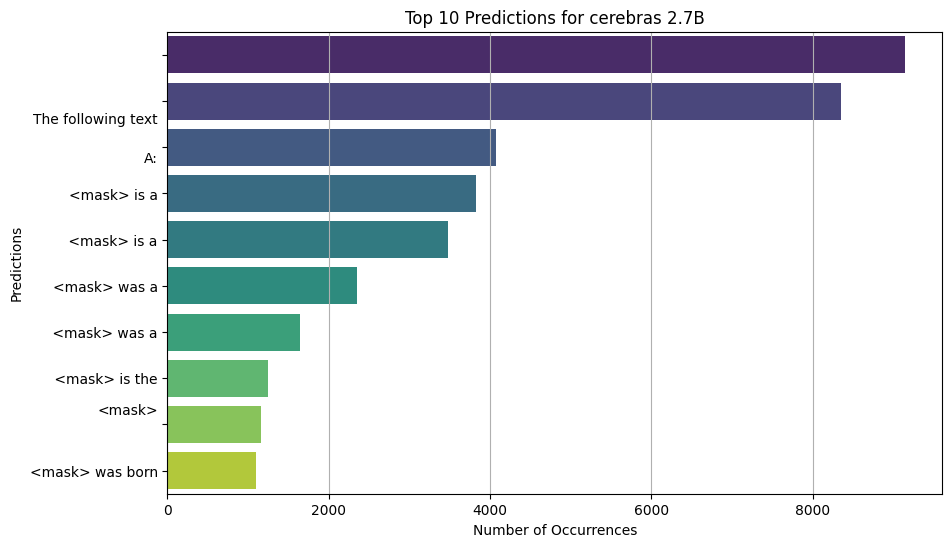 Top 10 Predictions for cerebras 2.7B
Predictions
The following text
A:
<mask> is a
<mask> is a
<mask> was a
<mask> was a
<mask> is the
<mask>
<mask> was born
0 2000 4000 6000 8000
Number of Occurrences